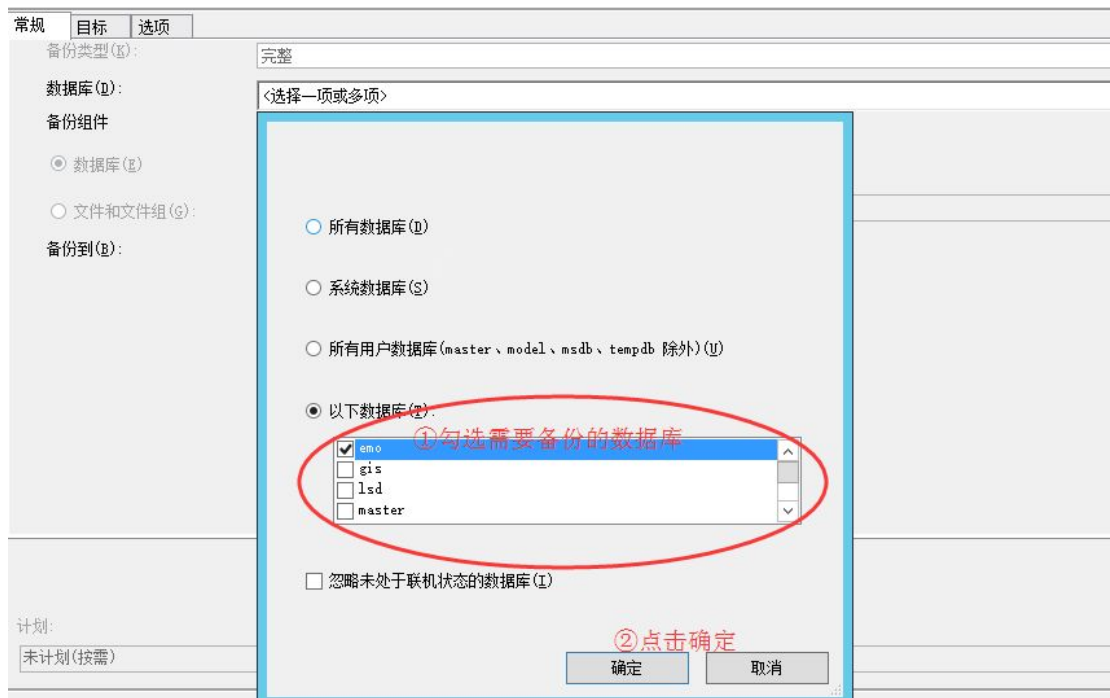 常规 目标 选项
备份类型(K):
完整
数据库(D):
<选择一项或多项>
备份组件
数据库(E)
文件和文件组(G):
备份到(B):
所有数据库(D)
系统数据库(S)
所有用户数据库(master、model、msdb、tempdb 除外)(U)
以下数据库(T):
①勾选需要备份的数据库
emo
gis
lsd
master
忽略未处于联机状态的数据库(I)
计划:
未计划(按需)
②点击确定
确定 取消